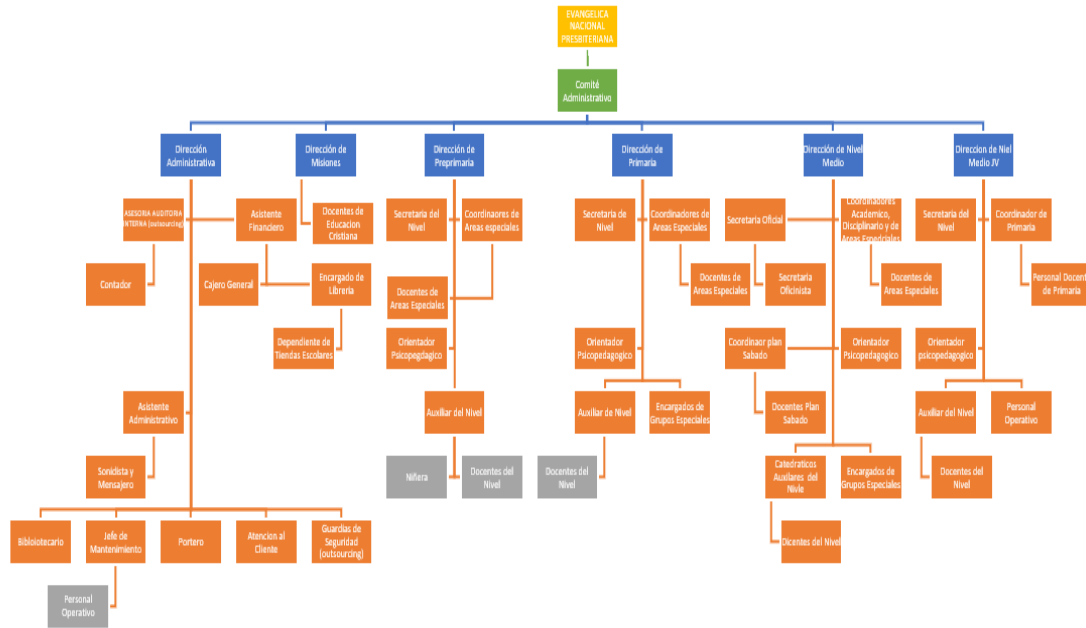 EVANGELICA
NACIONAL
PRESBITERIANA
Comité
Administrativo
Dirección
Administrativa
Dirección de
Misiones
Dirección de
Preprimaria
Dirección de
Primaria
Dirección de Nivel
Medio
Direccion de Niel
Medio JV
ASESORIA AUDITORIA
INTERNA (outsourcing)
Asistente
Financiero
Docentes de
Educacion
Cristiana
Secretaria del
Nivel
Coordinaores de
Areas especiales
Secretaria de
Nivel
Coordinadores de
Areas Especiales
Secretaria Oficial
Coordinadores
Academico,
Disciplinario y de
Areas Espedciales
Secretaria del
Nivel
Coordinador de
Primaria
Contador
Cajero General
Encargado de
Libreria
Docentes de
Areas Especiales
Docentes de
Areas Especiales
Secretaria
Oficinista
Docentes de
Areas Especiales
Personal Docente
de Primaria
Dependiente de
Tiendas Escolares
Orientador
Psicopegdagico
Orientador
Psicopedagogico
Coordinaor plan
Sabado
Orientador
Psicopedagogico
Orientador
psicopedagogico
Asistente
Administrativo
Auxiliar del Nivel
Auxiliar de Nivel
Encargados de
Grupos Especiales
Docentes Plan
Sabado
Auxiliar del Nivel
Personal
Operativo
Sonidista y
Mensajero
Niñera
Docentes del
Nivel
Docentes del
Nivel
Catedraticos
Auxilares del
Nivle
Encargados de
Grupos Especiales
Docentes del
Nivel
Bibloiotecario
Jefe de
Mantenimiento
Portero
Atencion al
Cliente
Guardias de
Seguridad
(outsourcing)
Dicentes del Nivel
Personal
Operativo